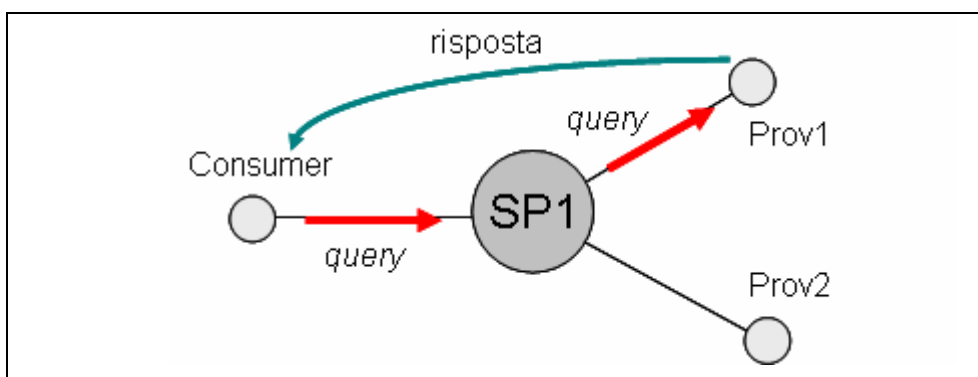 risposta
query
Prov1
Consumer
SP1
query
Prov2